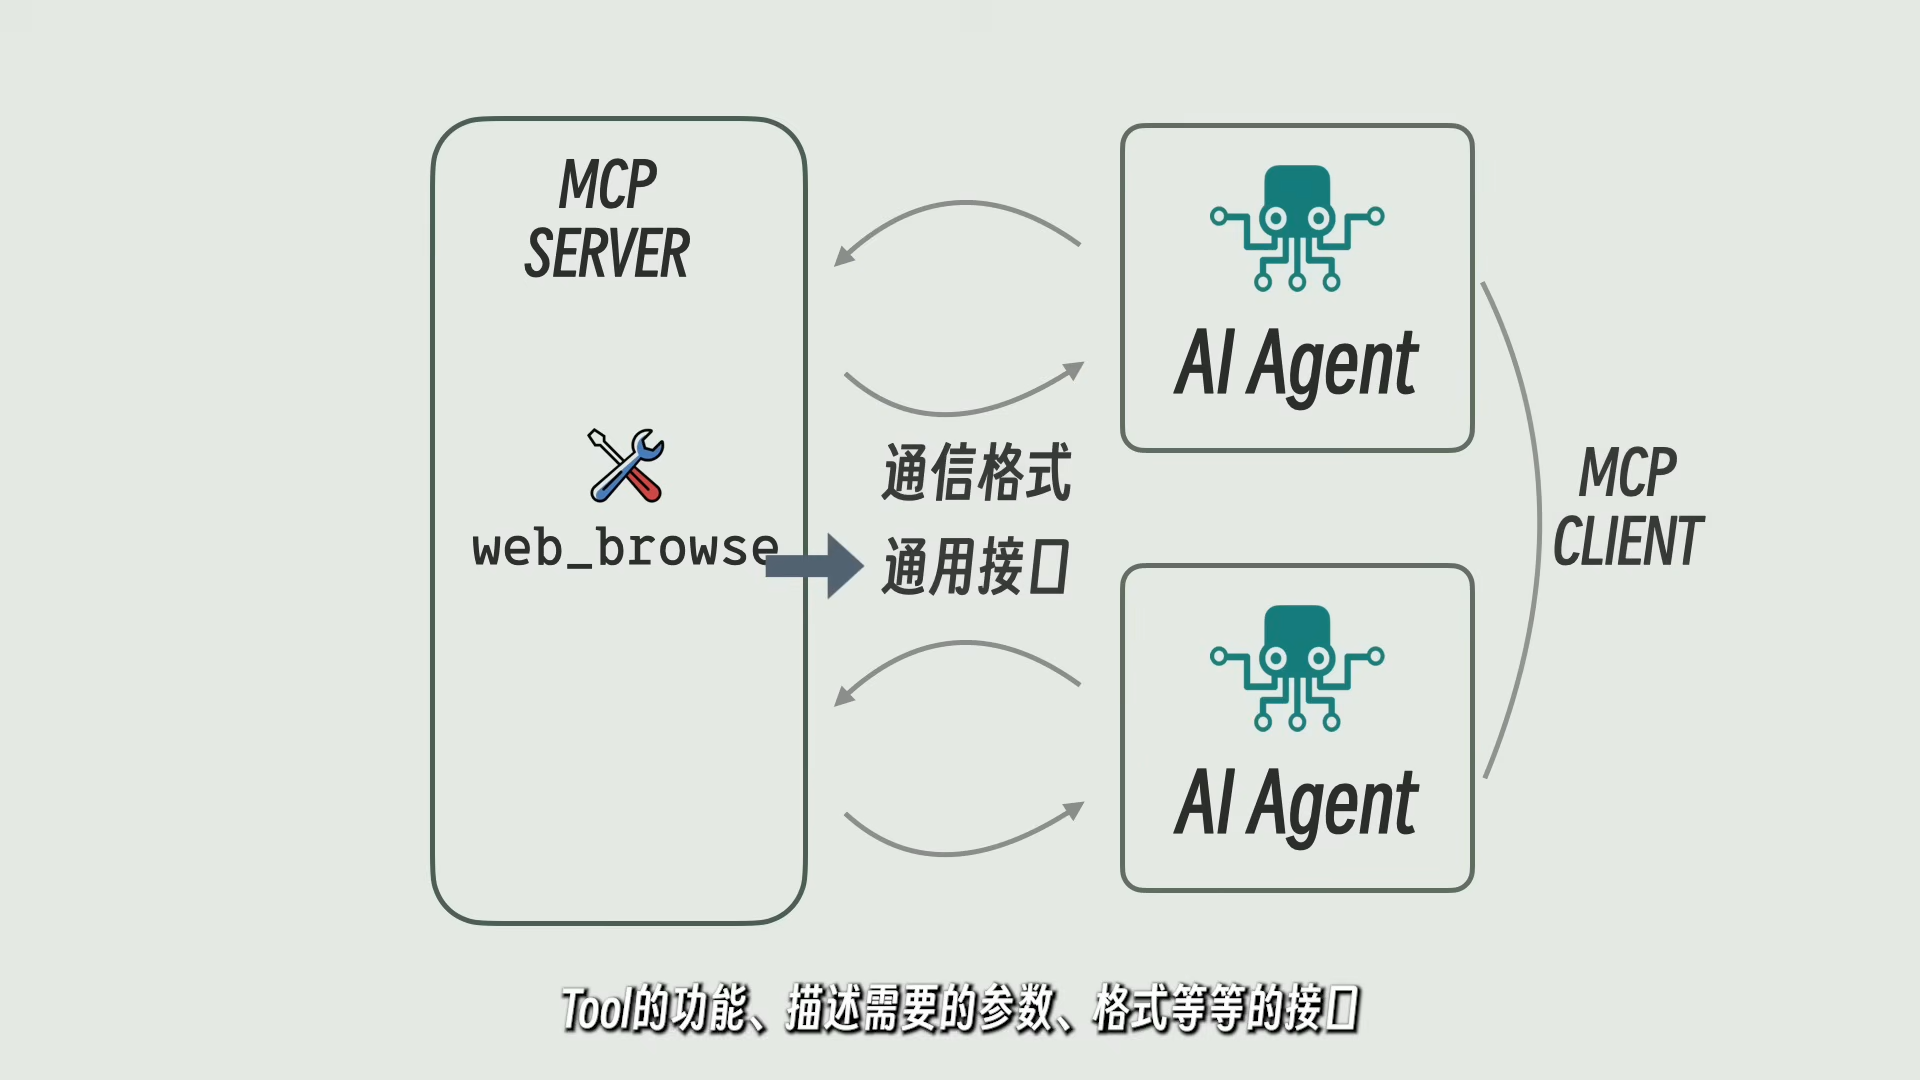 MCP
SERVER
web_browse
通信格式
通用接口
AI Agent
AI Agent
MCP
CLIENT
Tool的功能、描述需要的参数、格式等等的接口